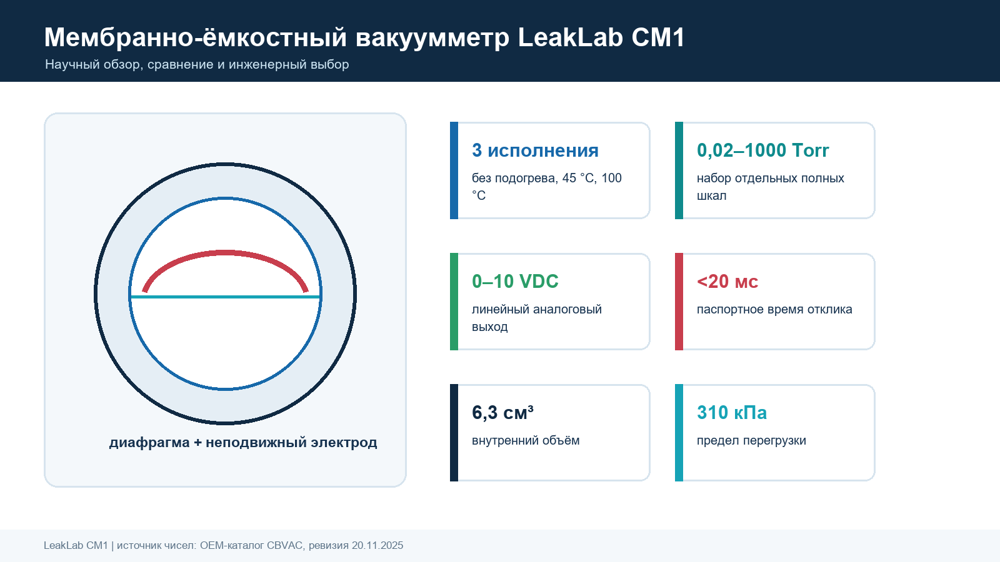 Мембранно-ёмкостный вакуумметр LeakLab CM1
Научный обзор, сравнение и инженерный выбор
диафрагма + неподвижный электрод
3 исполнения
без подогрева, 45 °C, 100
°C
0,02–1000 Torr
набор отдельных полных
шкал
0–10 VDC
линейный аналоговый
выход
<20 мс
паспортное время отклика
6,3 см³
внутренний объём
310 кПа
предел перегрузки
LeakLab CM1 | источник чисел: OEM-каталог CBVAC, ревизия 20.11.2025